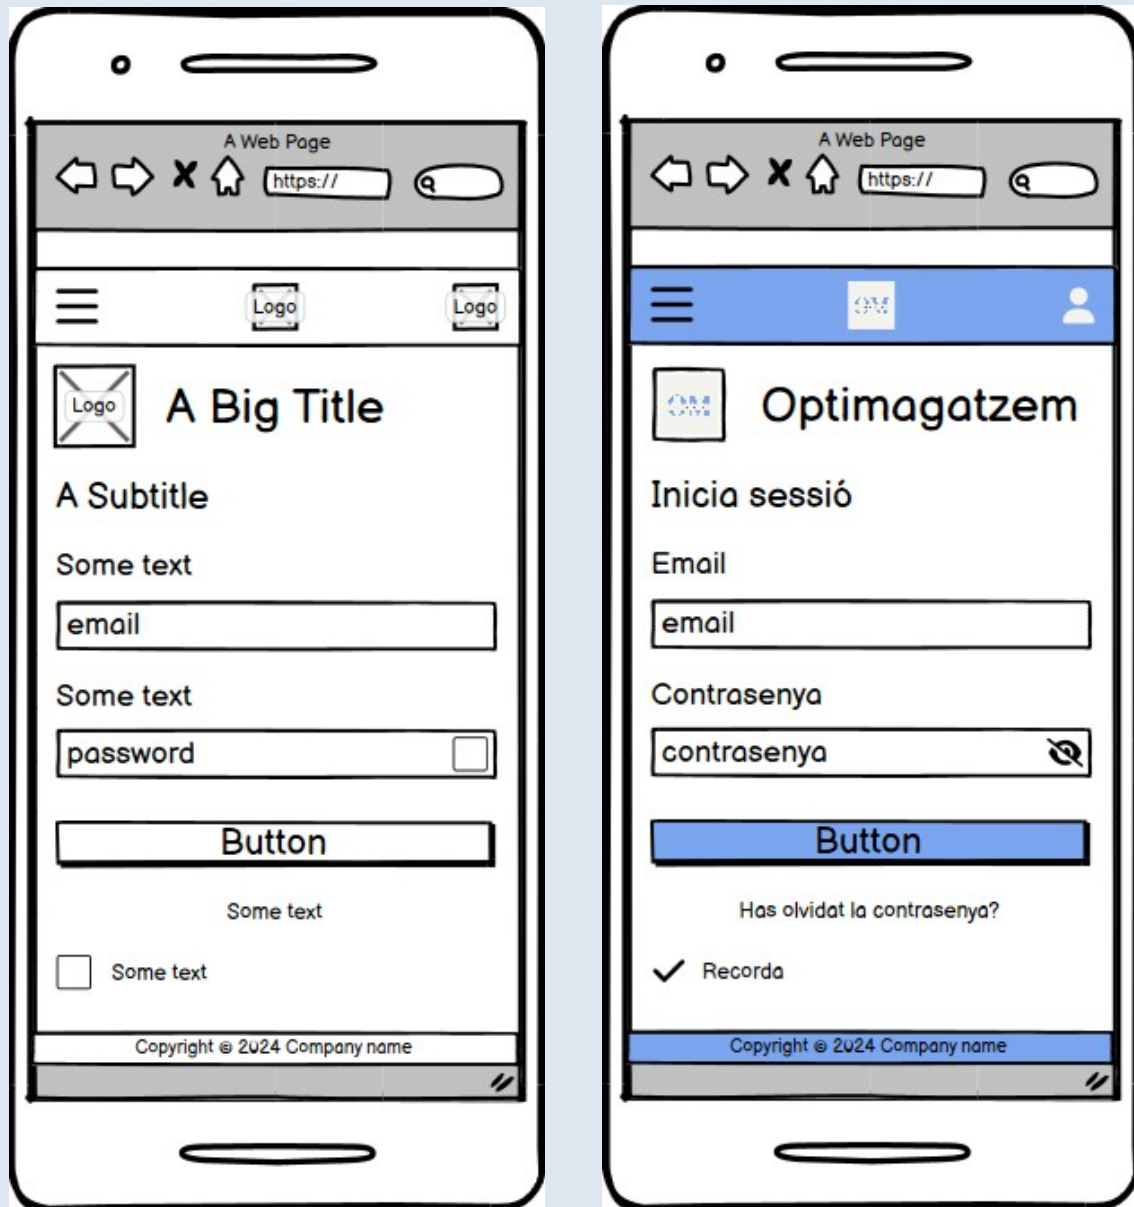 A Web Page
https://
Logo
Logo
Logo
A Big Title
A Subtitle
Some text
email
Some text
password
Button
Some text
Some text
Copyright © 2024 Company name
A Web Page
https://
OM
OM
Optimagatzem
Inicia sessió
Email
email
Contrasenya
contrasenya
Button
Has olvidat la contrasenya?
Recorda
Copyright © 2024 Company name